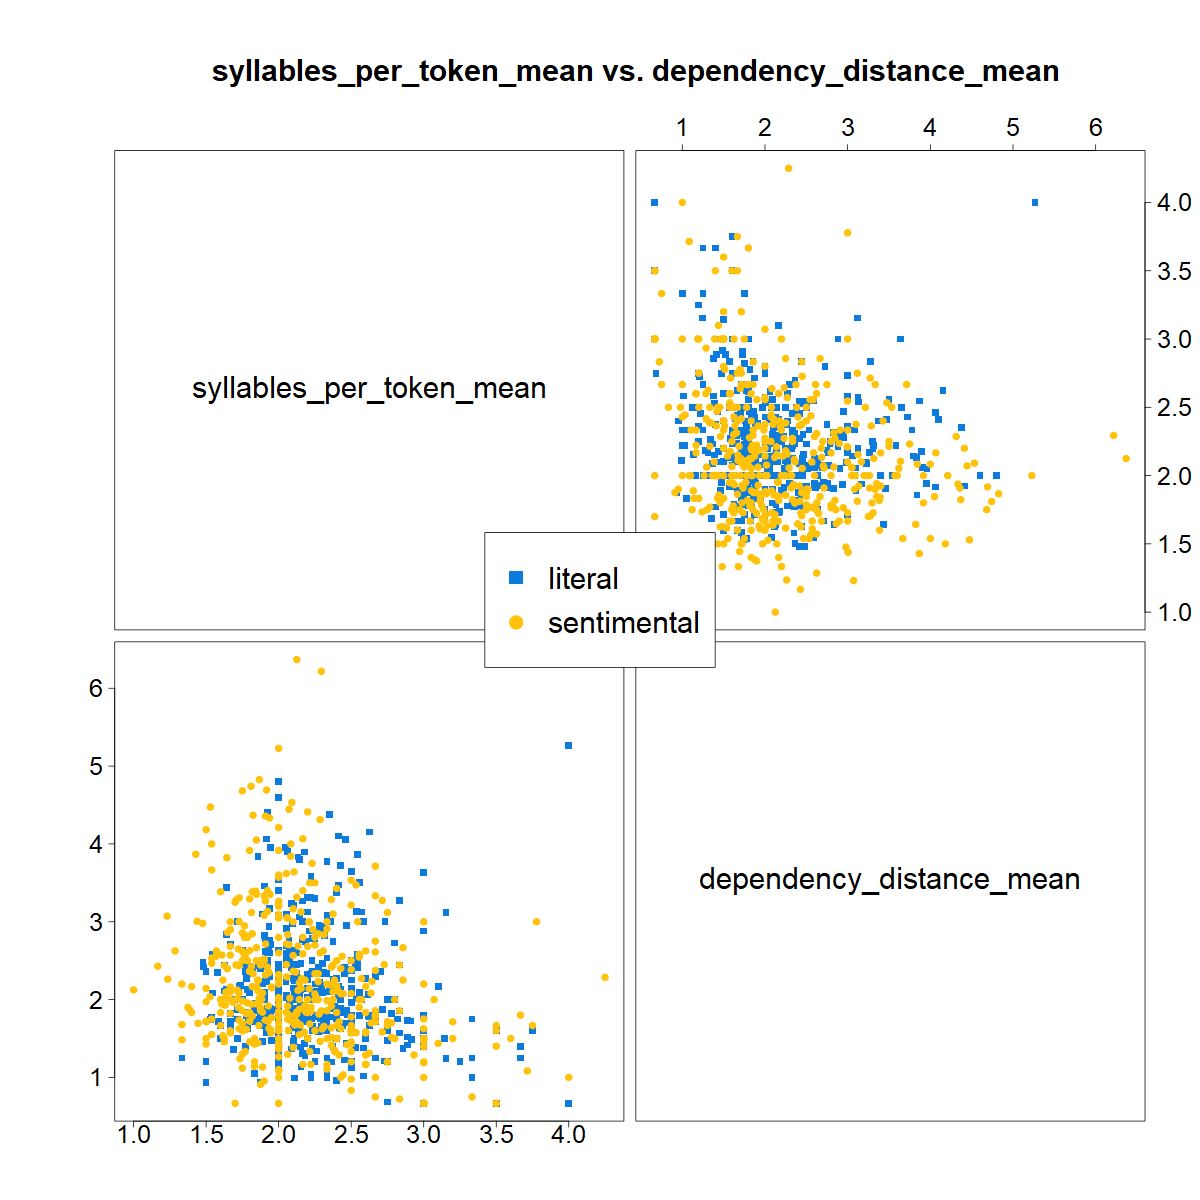 syllables_per_token_mean vs. dependency_distance_mean
1 2 3 4 5 6
syllables_per_token_mean
4.0
3.5
3.0
2.5
2.0
1.5
1.0
literal
sentimental
6
5
4
3
2
1
dependency_distance_mean
1.0 1.5 2.0 2.5 3.0 3.5 4.0